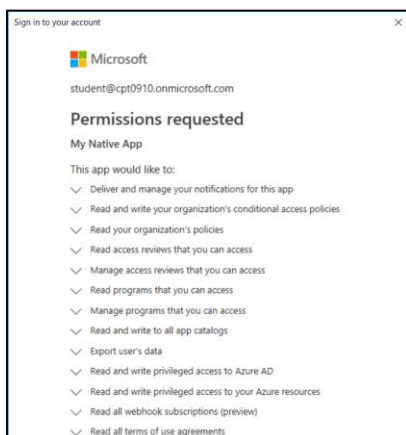 Sign in to your account
Microsoft
student@cpt0910.onmicrosoft.com
Permissions requested
My Native App
This app would like to:
Deliver and manage your notifications for this app
Read and write your organization's conditional access policies
Read your organization's policies
Read access reviews that you can access
Manage access reviews that you can access
Read programs that you can access
Manage programs that you can access
Read and write to all app catalogs
Export user's data
Read and write privileged access to Azure AD
Read and write privileged access to your Azure resources
Read all webhook subscriptions (preview)
Read all terms of use agreements